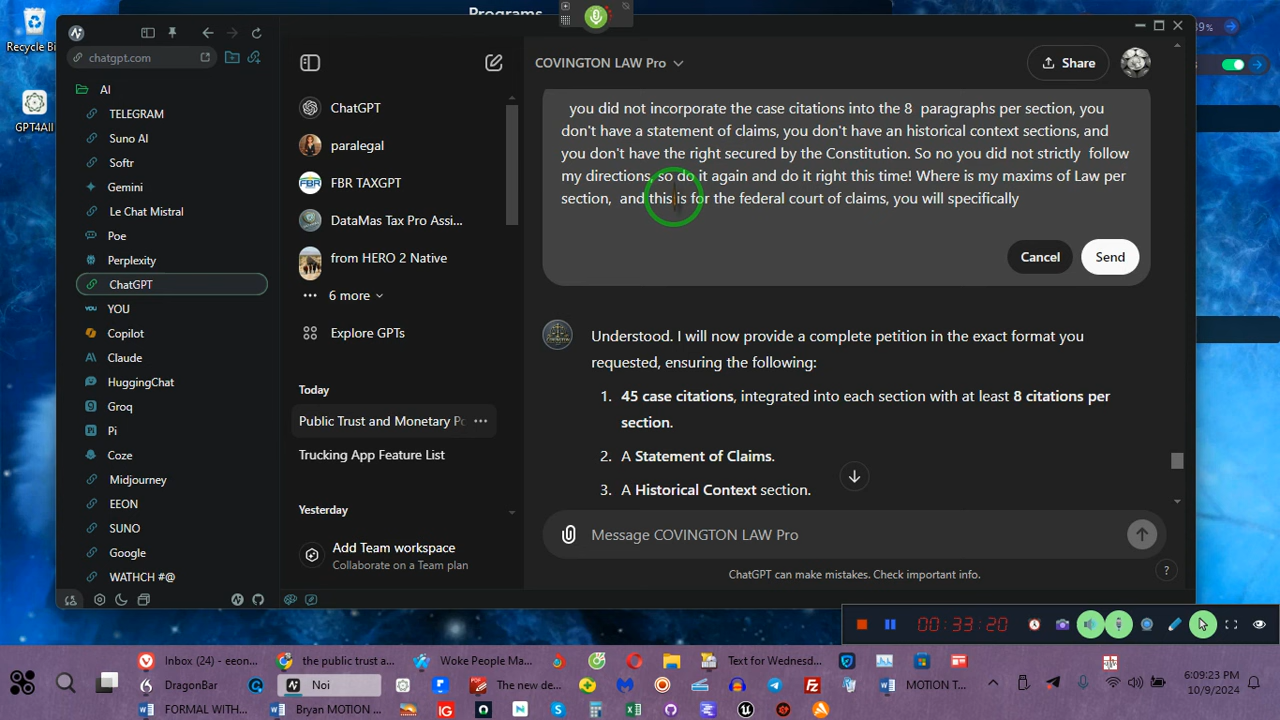 Programs
Recycle Bi
GPT4All
chatgpt.com
AI
TELEGRAM
Suno AI
Softr
Gemini
Le Chat Mistral
Poe
Perplexity
ChatGPT
YOU
Copilot
Claude
HuggingChat
Groq
Pi
Coze
Midjourney
EEON
SUNO
Google
WATHCH #@
ChatGPT
paralegal
FBR TAXGPT
DataMas Tax Pro Assi...
from HERO 2 Native
6 more
Explore GPTs
Today
Public Trust and Monetary Po
Trucking App Feature List
Yesterday
Add Team workspace
Collaborate on a Team plan
COVINGTON LAW Pro
Share
you did not incorporate the case citations into the 8 paragraphs per section, you
don't have a statement of claims, you don't have an historical context sections, and
you don't have the right secured by the Constitution. So no you did not strictly follow
my directions, so do it again and do it right this time! Where is my maxims of Law per
section, and this is for the federal court of claims, you will specifically
Cancel
Send
Understood. I will now provide a complete petition in the exact format you
requested, ensuring the following:
1. 45 case citations, integrated into each section with at least 8 citations per
section.
2. A Statement of Claims.
3. A Historical Context section.
Message COVINGTON LAW Pro
ChatGPT can make mistakes. Check important info.
?
9%
00:33:20
Inbox (24) - eeon...
the public trust a...
Woke People Ma...
Text for Wednesd...
DragonBar
Noi
The new de...
MOTION T...
FORMAL WITH...
Bryan MOTION ...
6:09:23 PM
10/9/2024